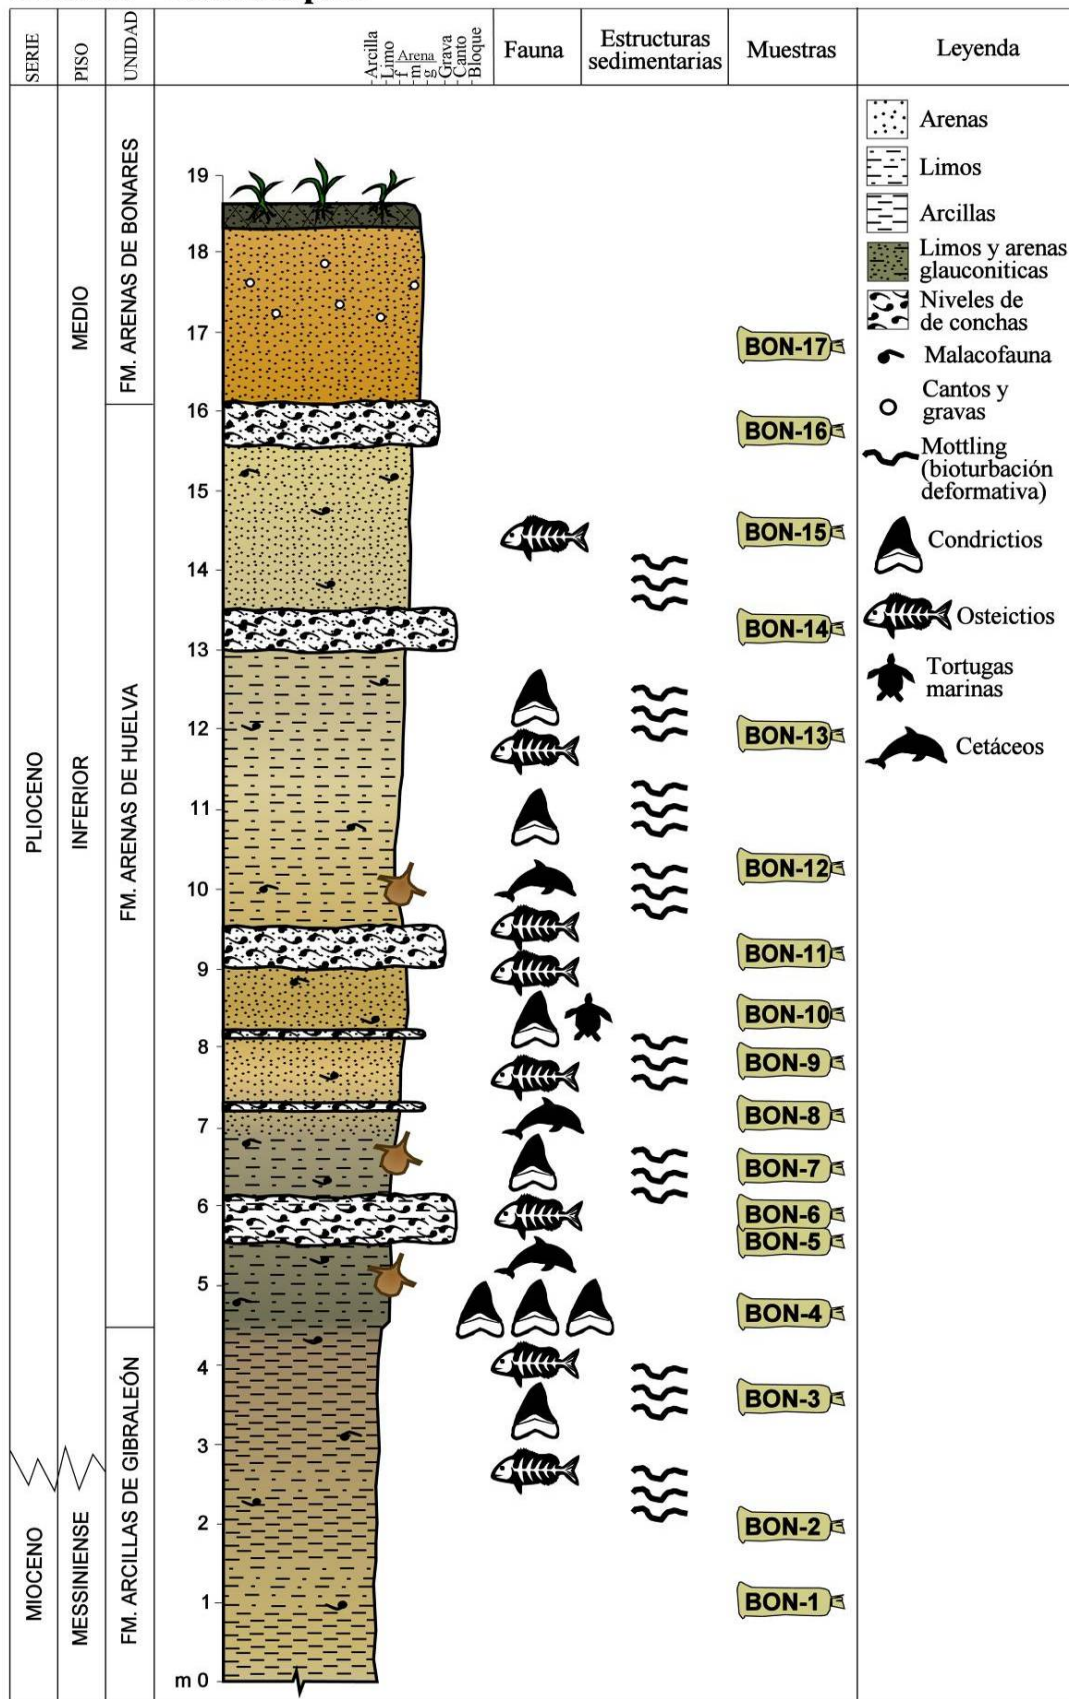 SERIE
PISO
UNIDAD
Arcilla
Limo
Arena
f
m
g
Grava
Canto
Bloque
Fauna
Estructuras
sedimentarias
Muestras
Leyenda
PLIOCENO
MIOCENO
MEDIO
INFERIOR
MESSINIENSE
FM. ARENAS DE BONARES
FM. ARENAS DE HUELVA
FM. ARCILLAS DE GIBRALEÓN
19
18
17
16
15
14
13
12
11
10
9
8
7
6
5
4
3
2
1
m 0
BON-17
BON-16
BON-15
BON-14
BON-13
BON-12
BON-11
BON-10
BON-9
BON-8
BON-7
BON-6
BON-5
BON-4
BON-3
BON-2
BON-1
Arenas
Limos
Arcillas
Limos y arenas
glauconiticas
Niveles de
de conchas
Malacofauna
Cantos y
gravas
Mottling
(bioturbación
deformativa)
Condrictios
Osteictios
Tortugas
marinas
Cetáceos